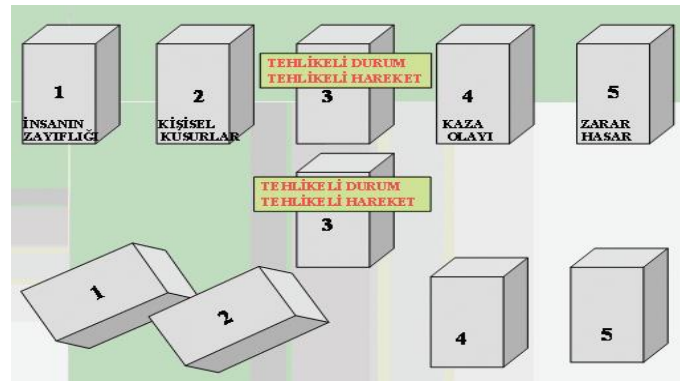 TEHLİKELİ DURUM
TEHLİKELİ HAREKET
1
2
3
4
5
İNSANIN
ZAYIFLIĞI
KİŞİSEL
KUSURLAR
KAZA
OLAYI
ZARAR
HASAR
TEHLİKELİ DURUM
TEHLİKELİ HAREKET
3
1
2
4
5